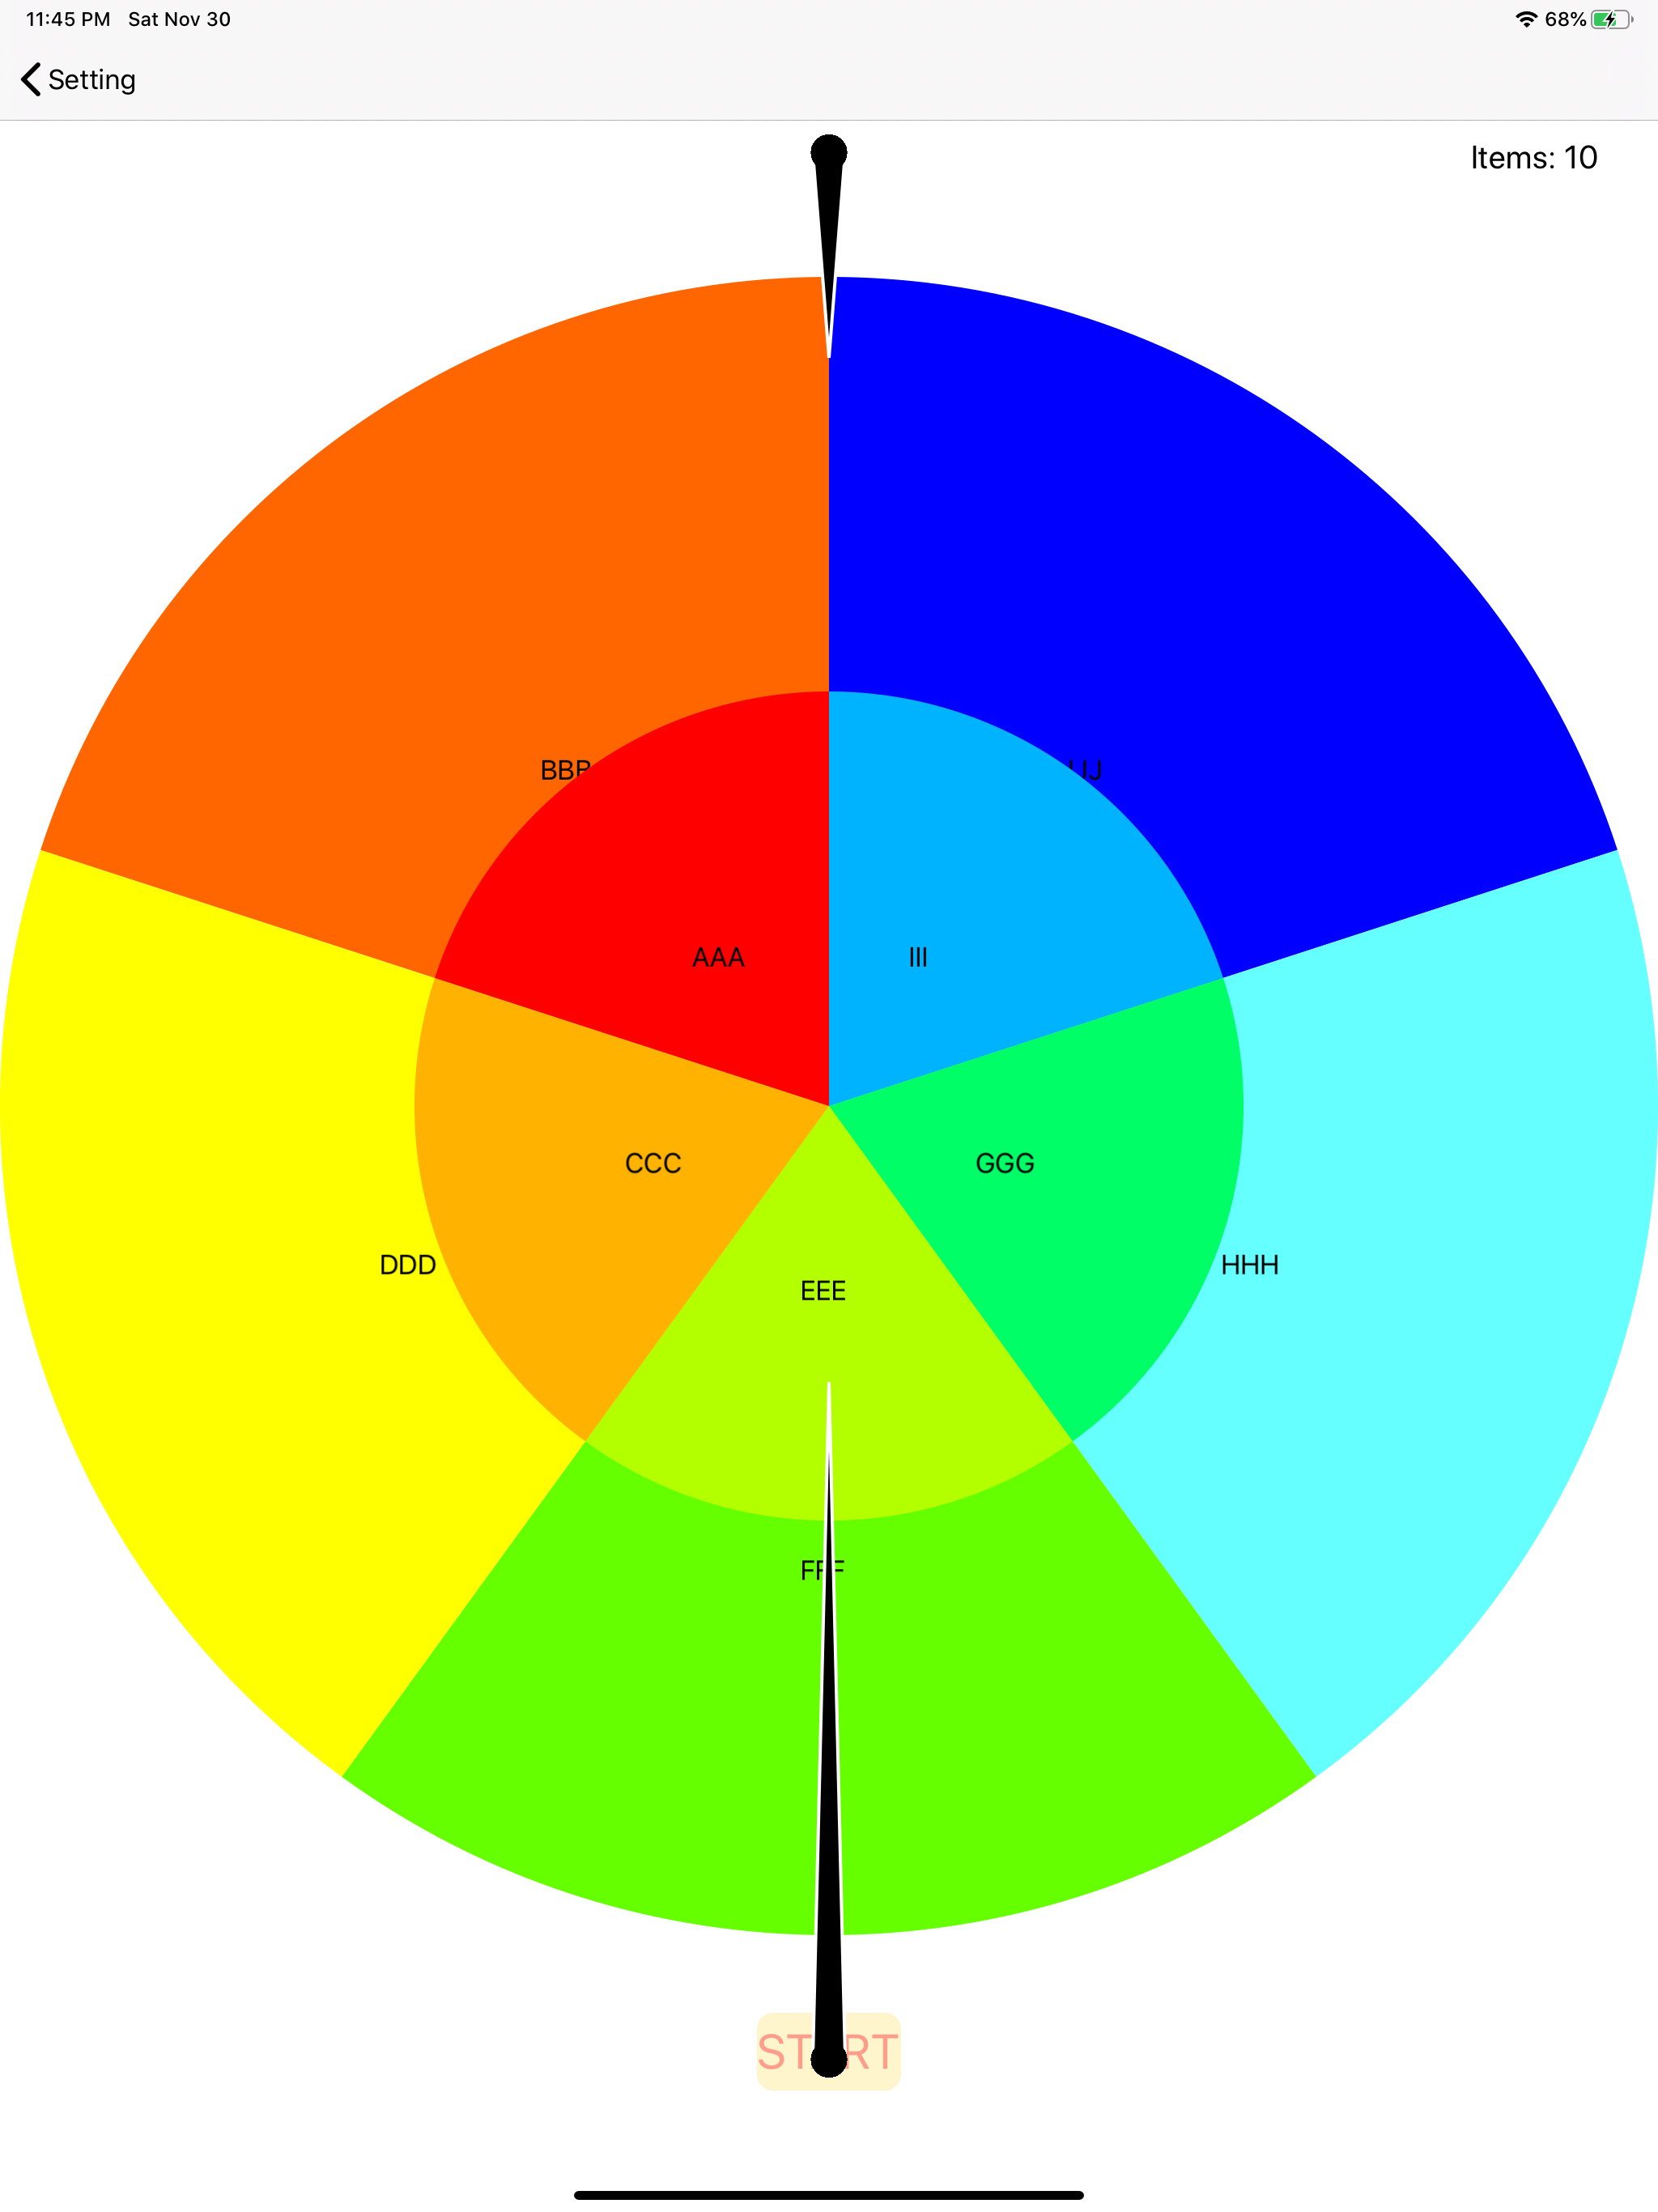 11:45 PM Sat Nov 30
68%
Setting
Items: 10
BBB
JJJ
AAA
III
CCC
GGG
DDD
HHH
EEE
FFF
START